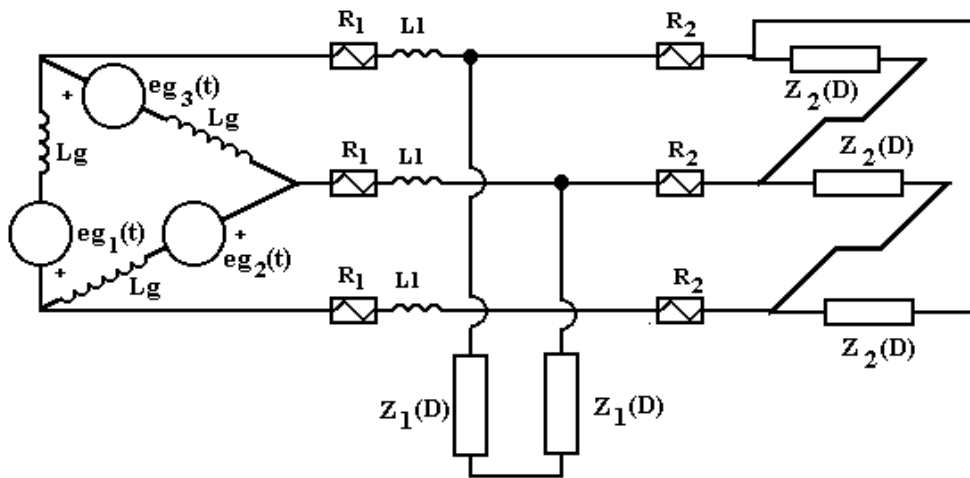 R1 L1 R2
eg3(t)
+
Lg
Z2(D)
Lg
R1 L1 R2
Z2(D)
eg1(t)
+
eg2(t)
+
Lg
R1 L1 R2
Z2(D)
Z1(D)
Z1(D)